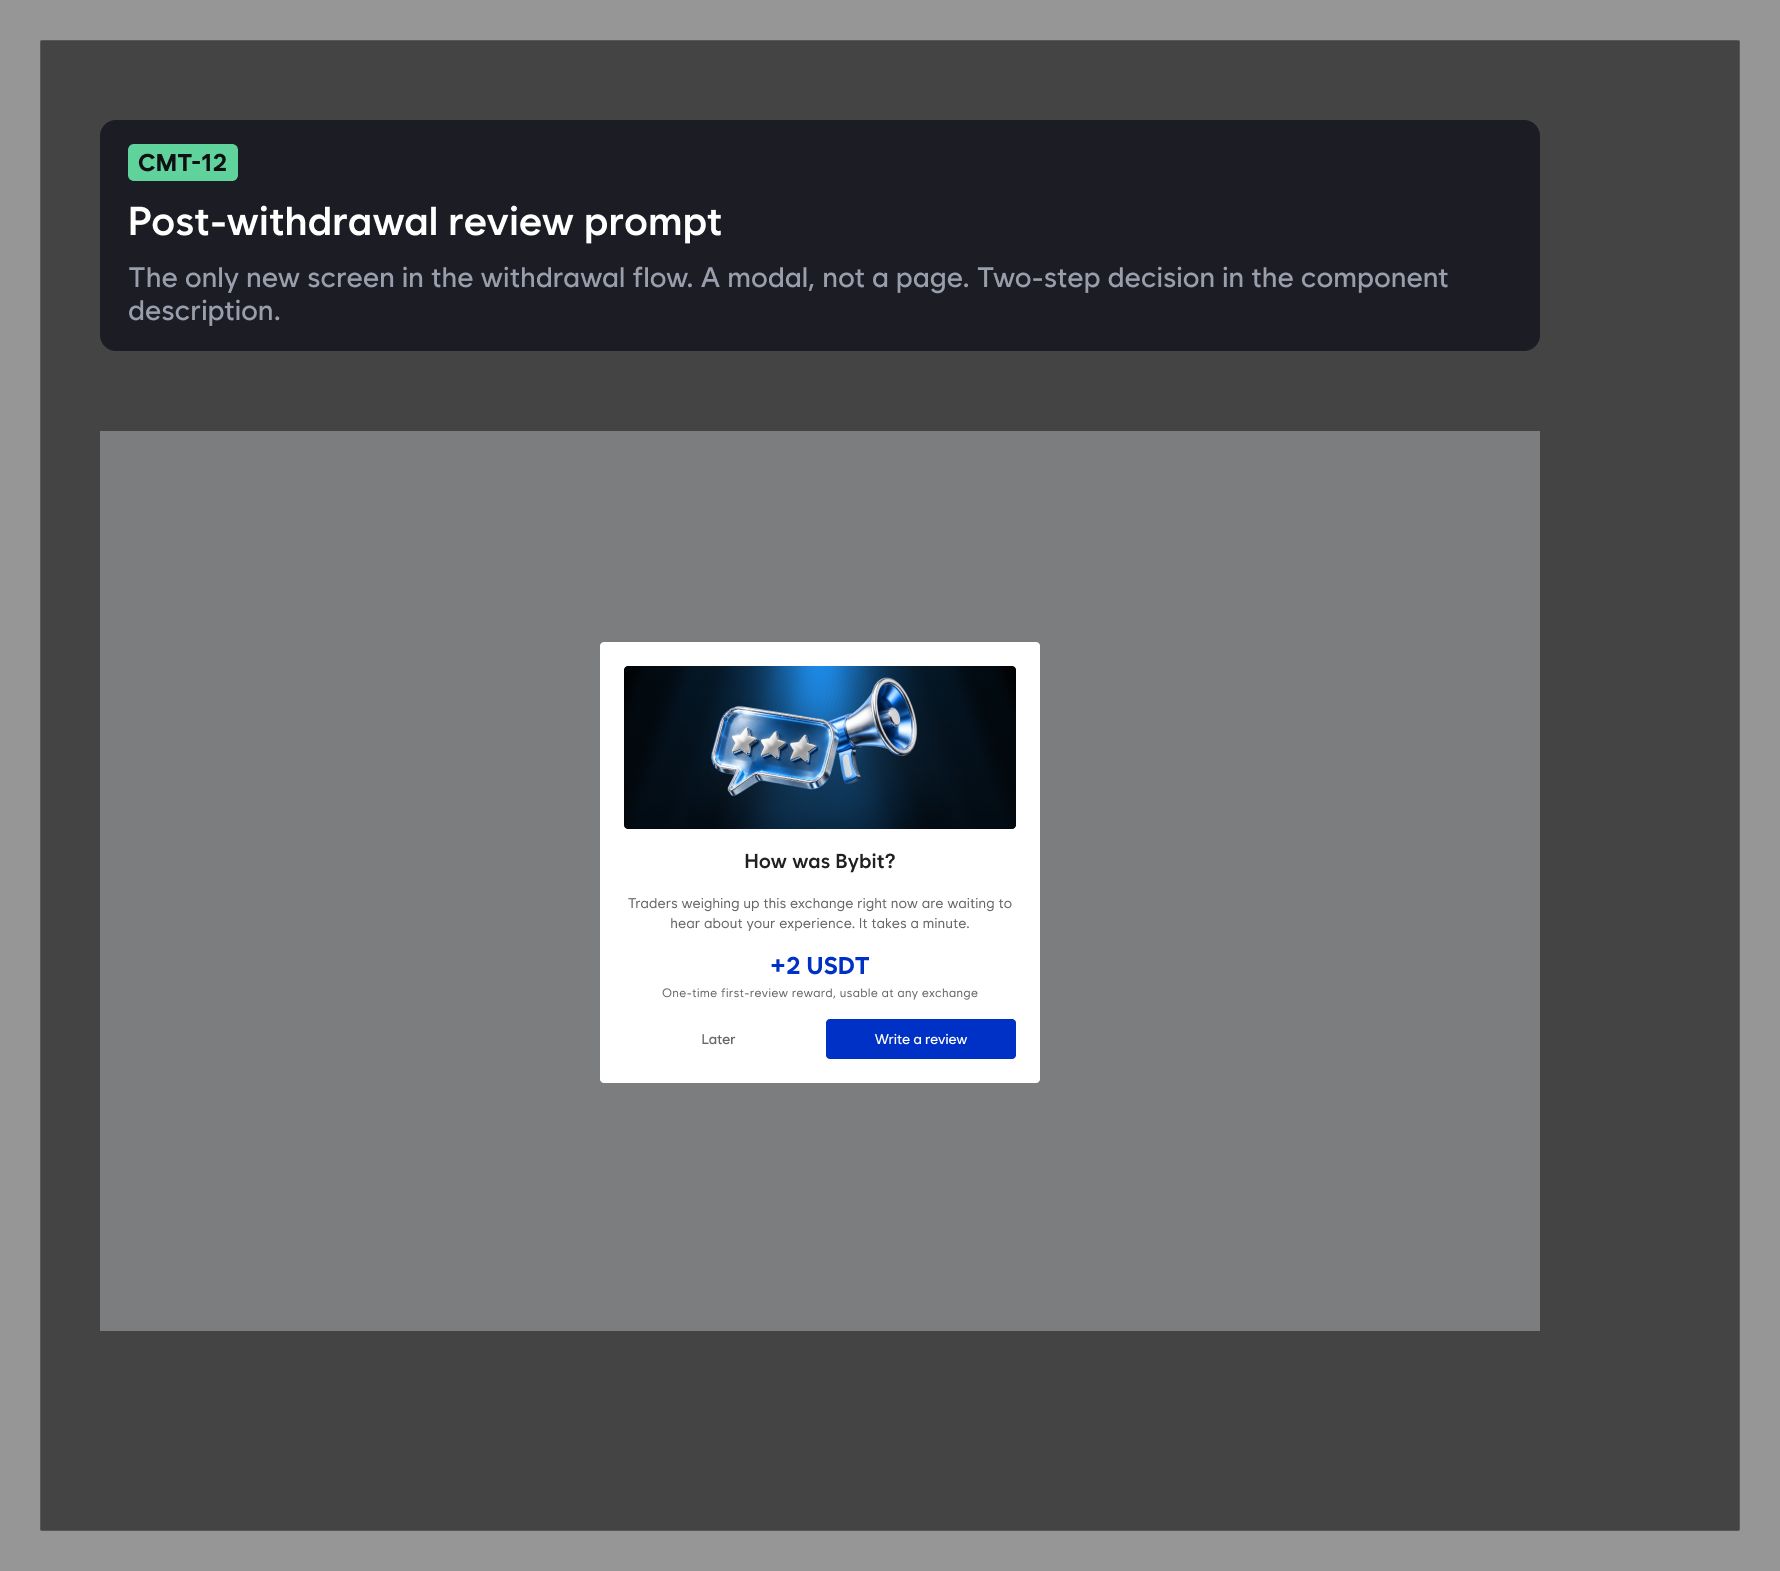 CMT-12
Post-withdrawal review prompt
The only new screen in the withdrawal flow. A modal, not a page. Two-step decision in the component
description.
How was Bybit?
Traders weighing up this exchange right now are waiting to
hear about your experience. It takes a minute.
+2 USDT
One-time first-review reward, usable at any exchange
Later
Write a review